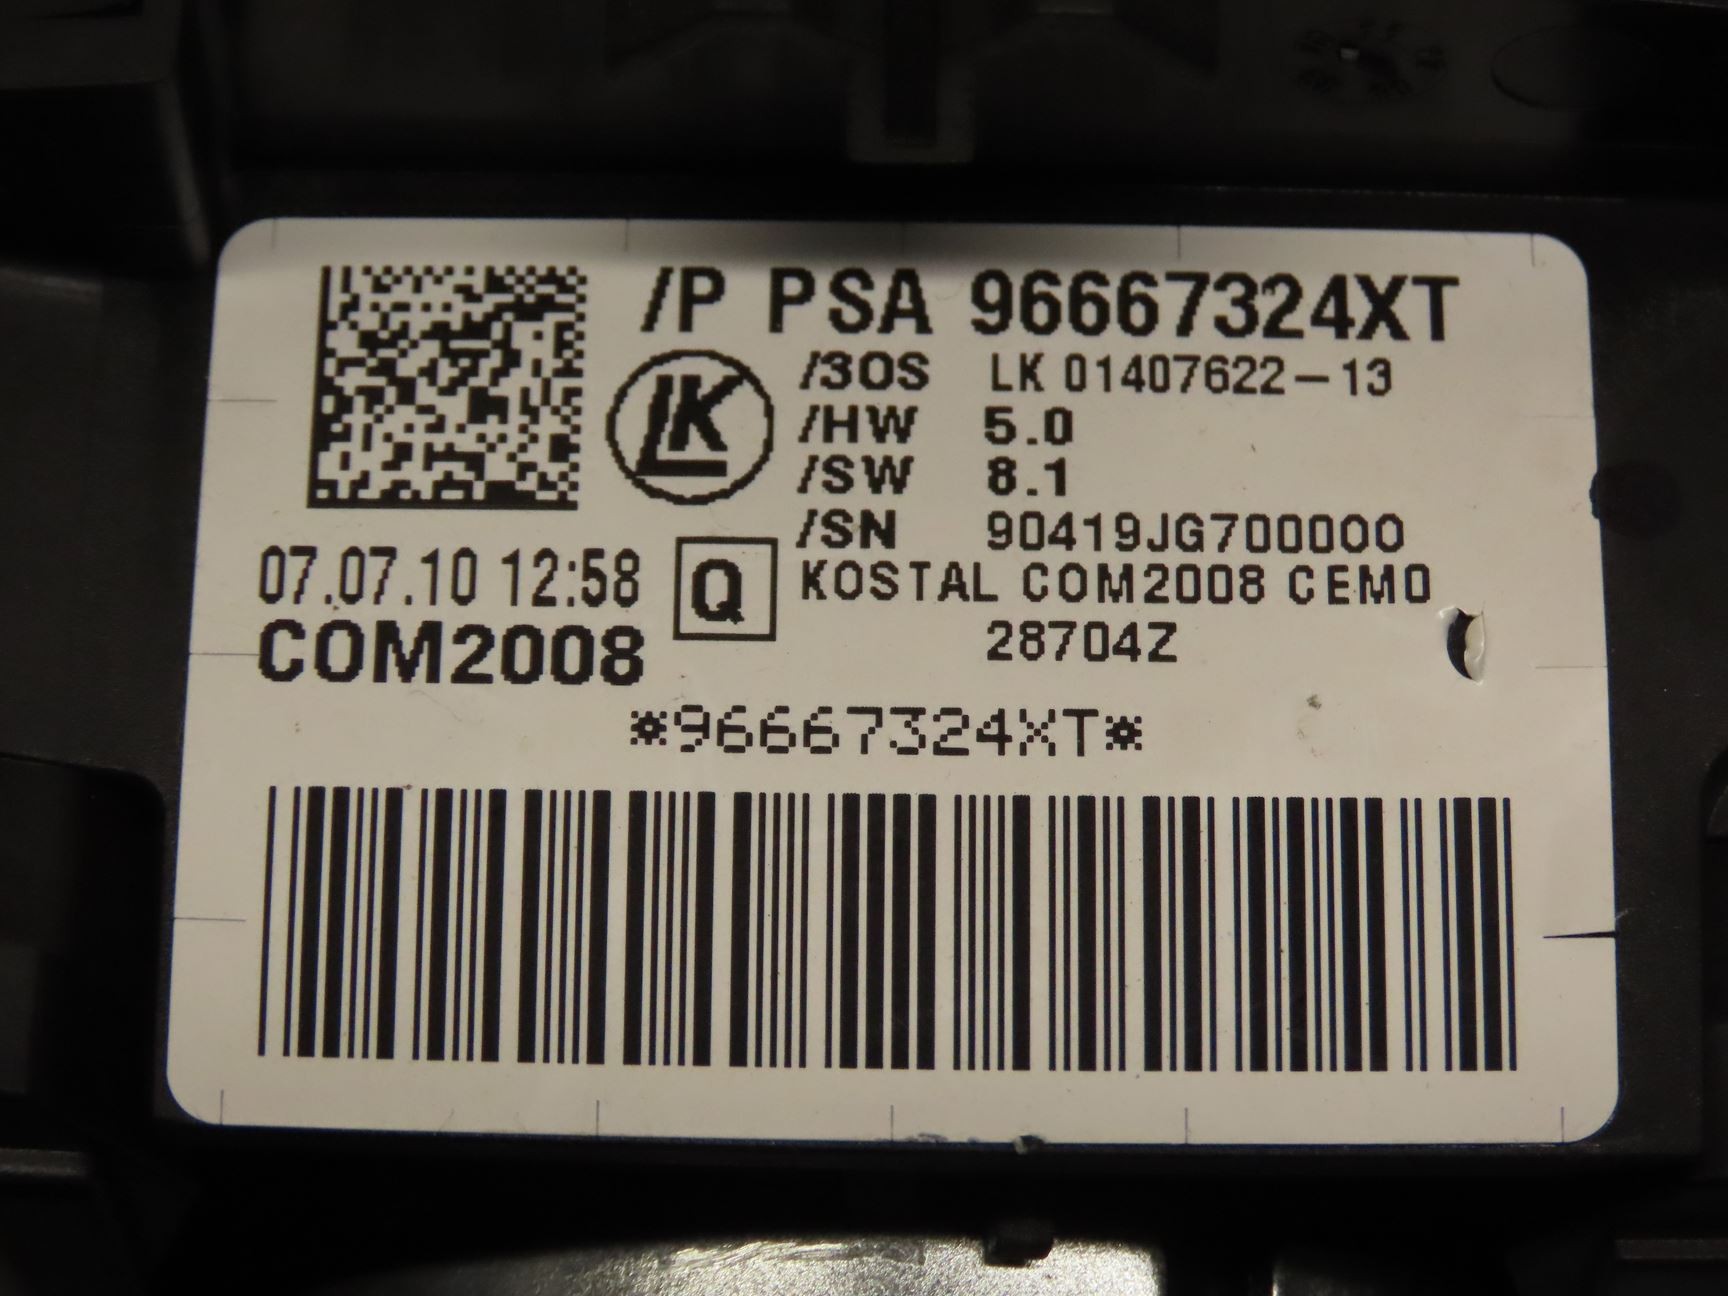 /P PSA 96667324XT
LK
/3OS LK 01407622-13
/HW 5.0
/SW 8.1
/SN 90419JG700000
07.07.10 12:58
Q
KOSTAL COM2008 CEM0
28704Z
COM2008
*96667324XT*